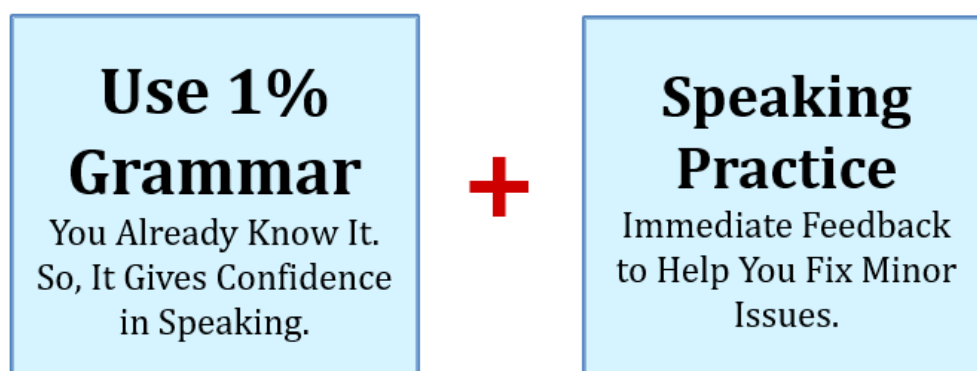 Use 1%
Grammar
You Already Know It.
So, It Gives Confidence
in Speaking.
+
Speaking
Practice
Immediate Feedback
to Help You Fix Minor
Issues.